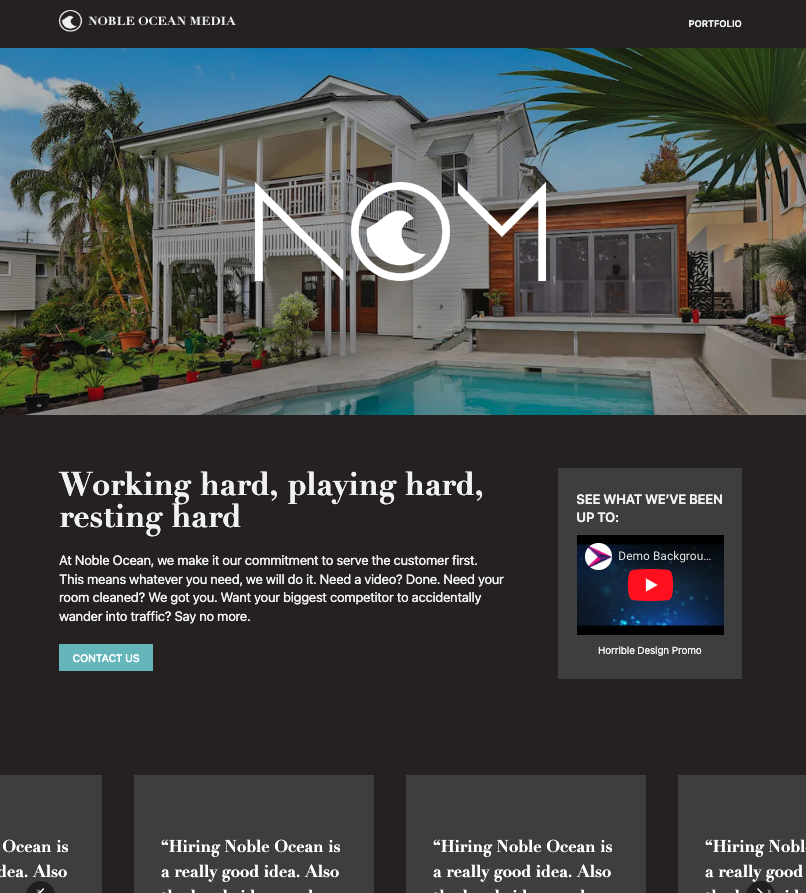 NOBLE OCEAN MEDIA
PORTFOLIO
NOM
Working hard, playing hard,
resting hard
At Noble Ocean, we make it our commitment to serve the customer first.
This means whatever you need, we will do it. Need a video? Done. Need your
room cleaned? We got you. Want your biggest competitor to accidentally
wander into traffic? Say no more.
CONTACT US
SEE WHAT WE’VE BEEN
UP TO:
Demo Backgrou...
Horrible Design Promo
Ocean is
dea. Also
“Hiring Noble Ocean is
a really good idea. Also
“Hiring Noble Ocean is
a really good idea. Also
“Hiring Nobl
a really good